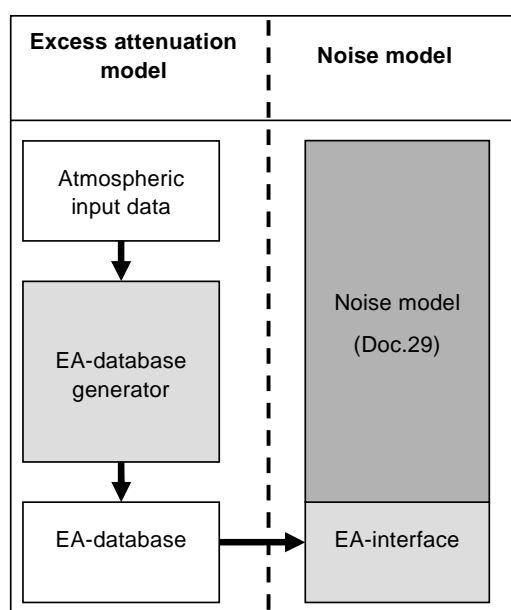 Excess attenuation
model
Noise model
Atmospheric
input data
EA-database
generator
EA-database
Noise model
(Doc.29)
EA-interface